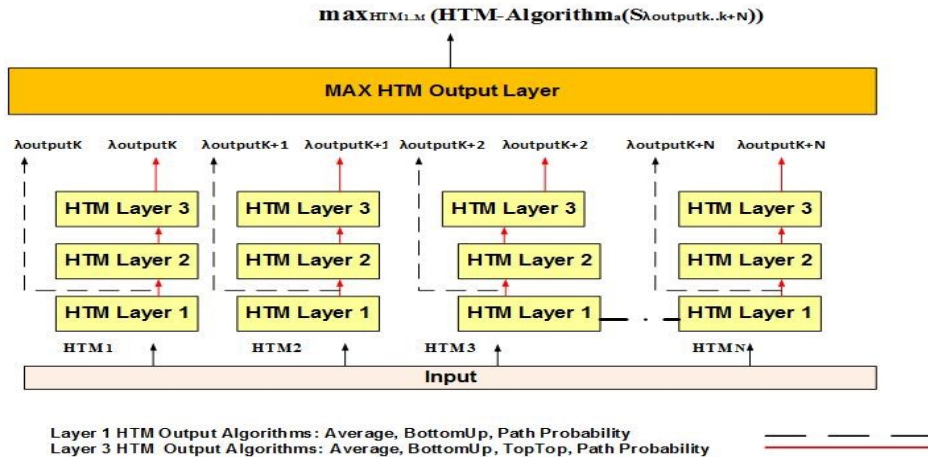 max HTM1..M (HTM-Algorithmₐ(Sλoutputk..k+N))
MAX HTM Output Layer
λoutputK λoutputK λoutputK+1 λoutputK+1 λoutputK+2 λoutputK+2 λoutputK+N λoutputK+N
HTM Layer 3 HTM Layer 3 HTM Layer 3 HTM Layer 3
HTM Layer 2 HTM Layer 2 HTM Layer 2 HTM Layer 2
HTM Layer 1 HTM Layer 1 HTM Layer 1 HTM Layer 1
HTM1 HTM2 HTM3 HTMN
Input
Layer 1 HTM Output Algorithms: Average, BottomUp, Path Probability
Layer 3 HTM Output Algorithms: Average, BottomUp, TopTop, Path Probability